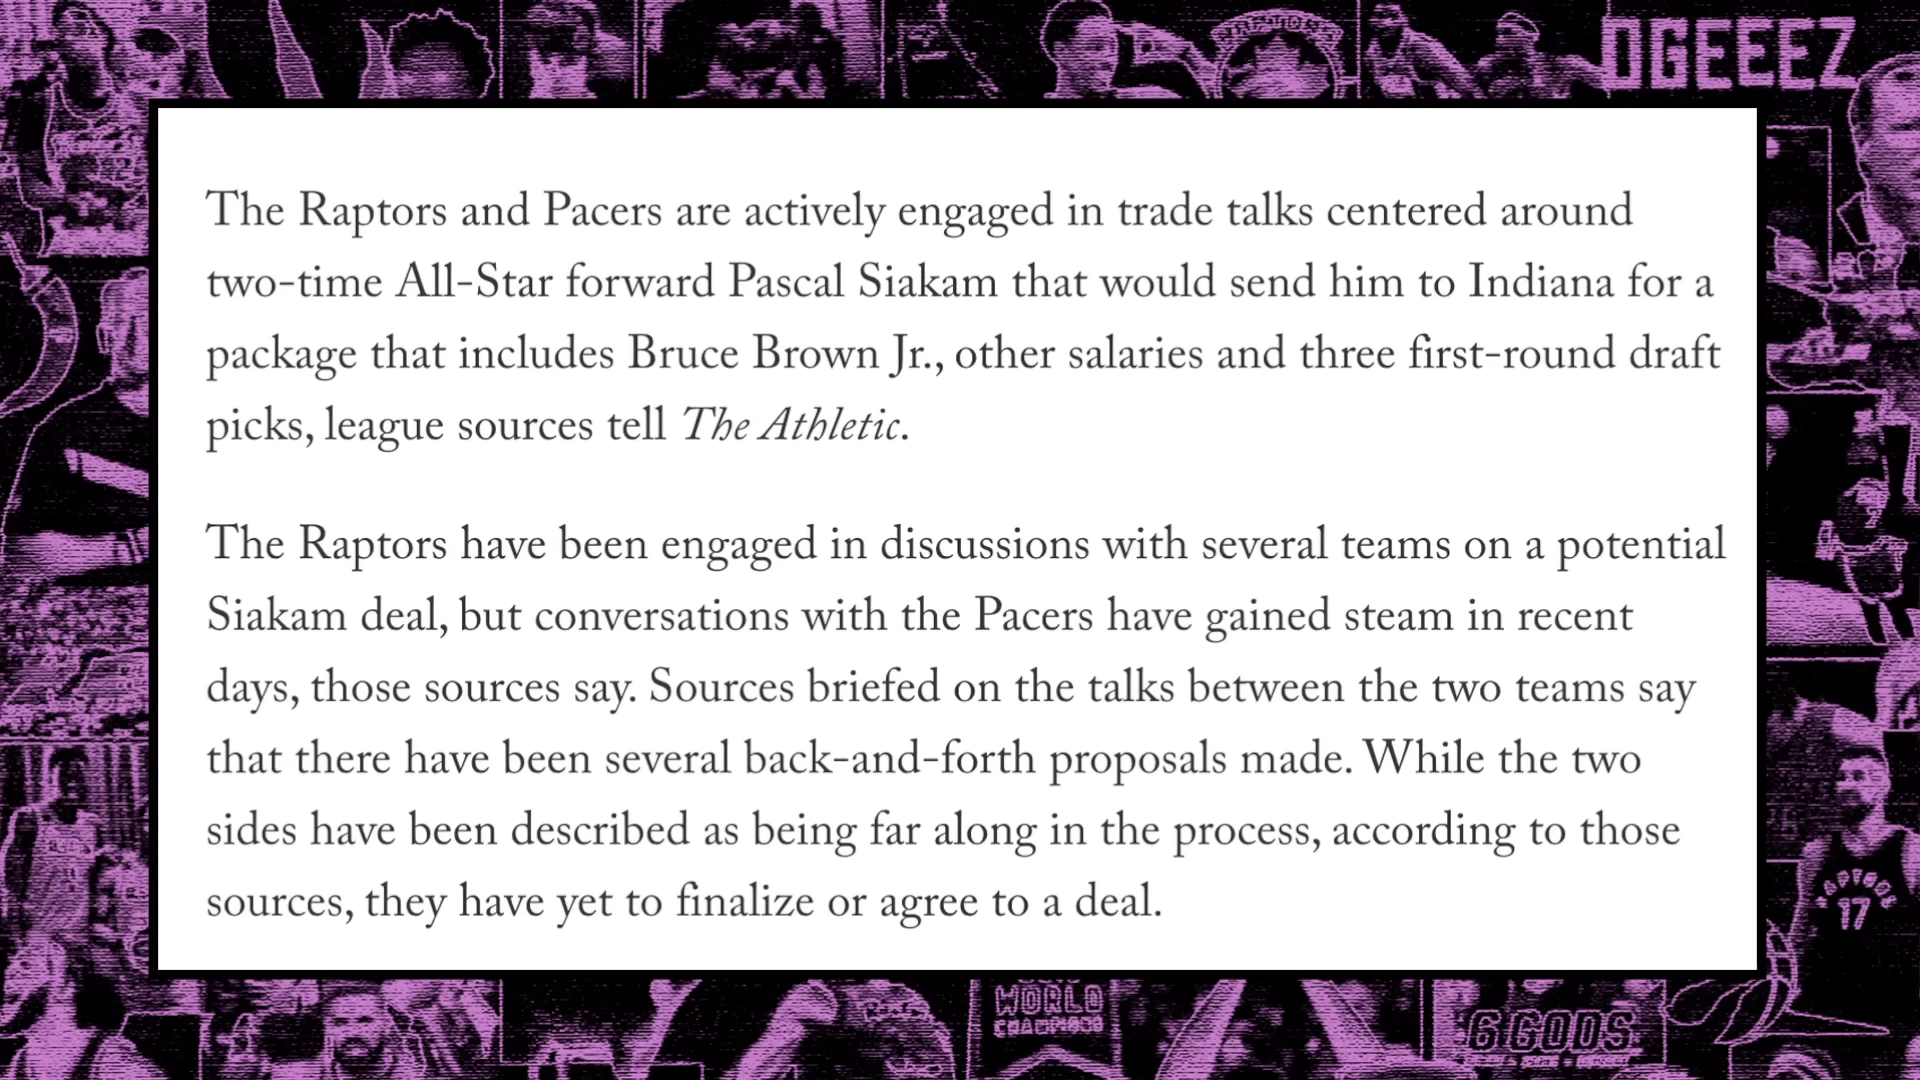 OGEEEZ
The Raptors and Pacers are actively engaged in trade talks centered around
two-time All-Star forward Pascal Siakam that would send him to Indiana for a
package that includes Bruce Brown Jr., other salaries and three first-round draft
picks, league sources tell The Athletic.
The Raptors have been engaged in discussions with several teams on a potential
Siakam deal, but conversations with the Pacers have gained steam in recent
days, those sources say. Sources briefed on the talks between the two teams say
that there have been several back-and-forth proposals made. While the two
sides have been described as being far along in the process, according to those
sources, they have yet to finalize or agree to a deal.
17
WORLD
CHAMPIONS
6 GODS